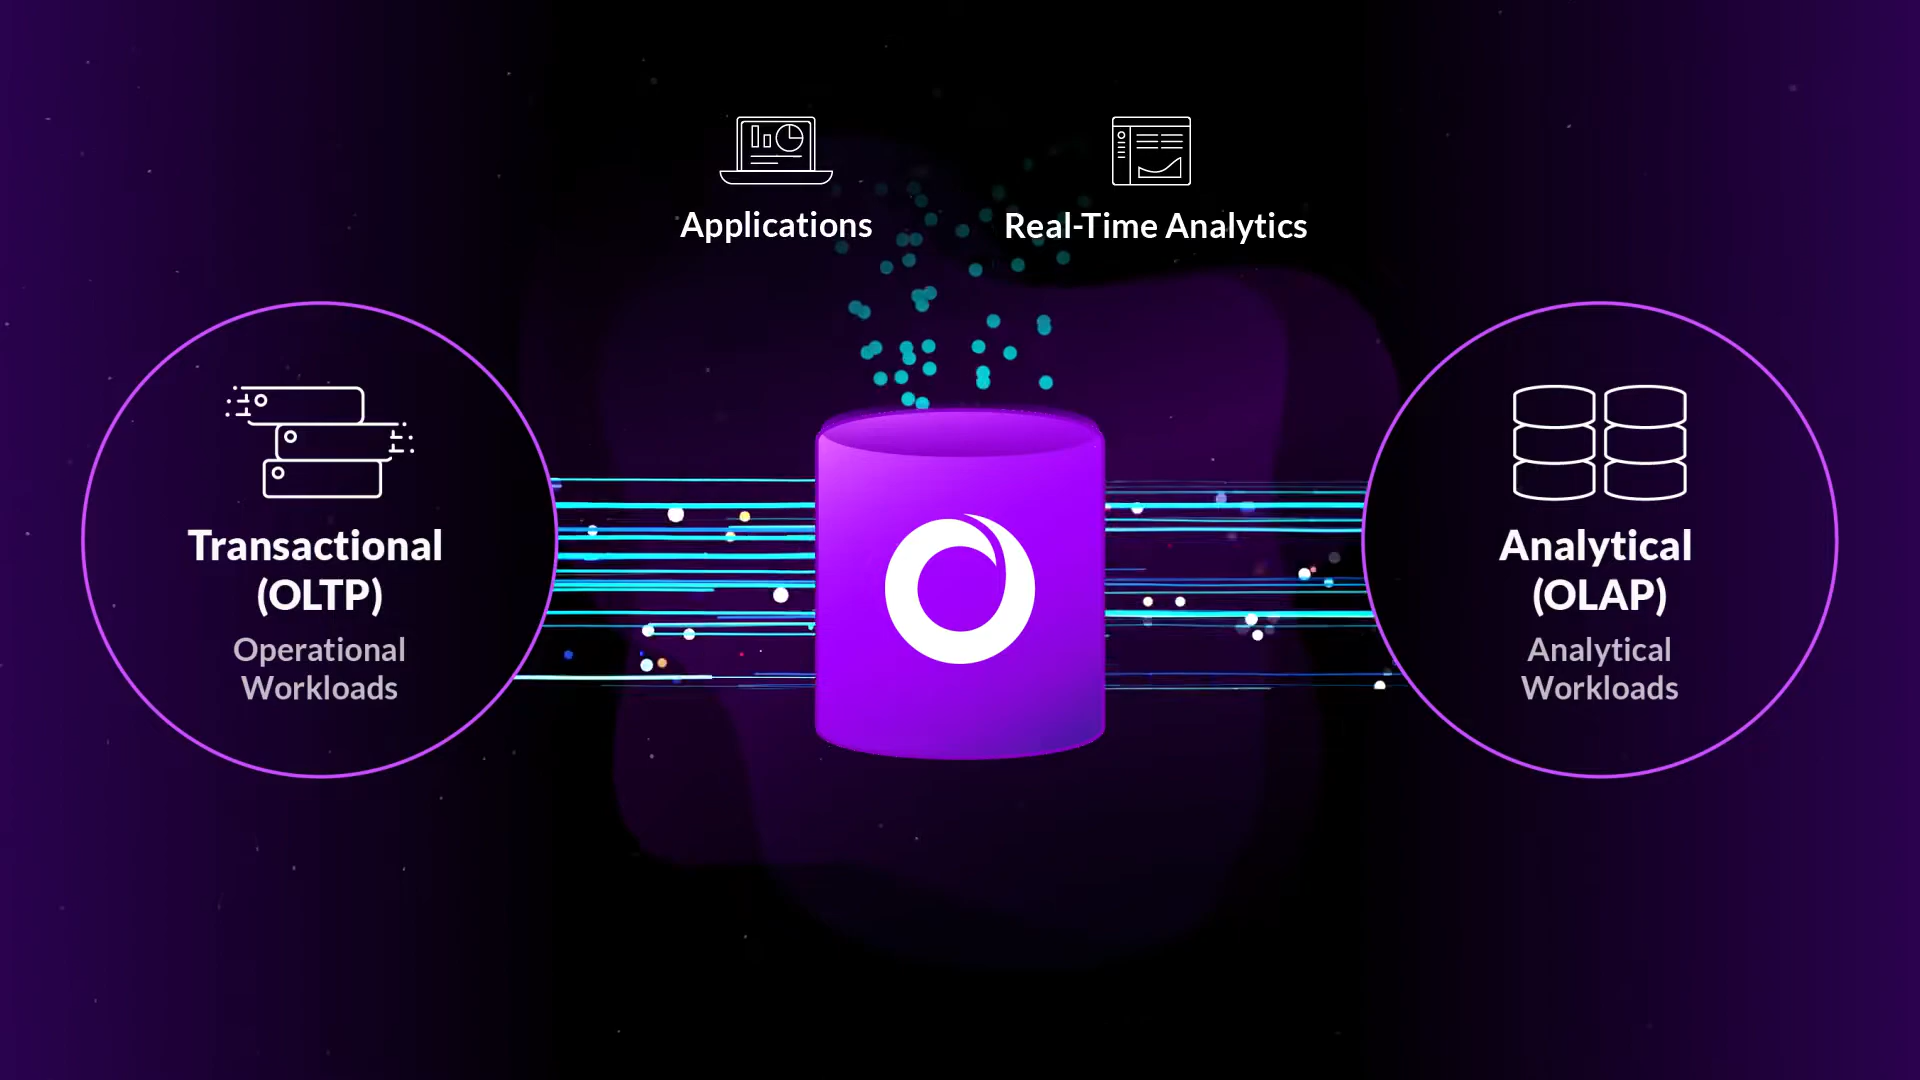 Applications
Real-Time Analytics
Transactional
(OLTP)
Operational
Workloads
Analytical
(OLAP)
Analytical
Workloads